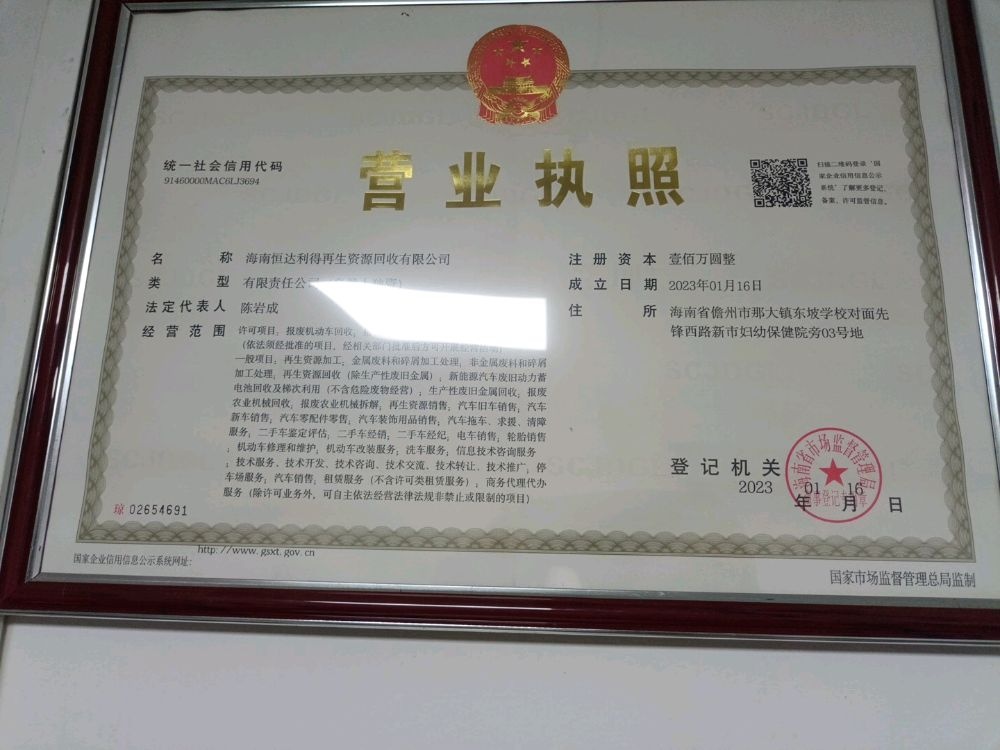 统一社会信用代码
91460000MAC6LJ3694
营业执照
扫描二维码登录‘国
家企业信用信息公示
系统’了解更多登记、
备案、许可监管信息。
名称 海南恒达利得再生资源回收有限公司
类型 有限责任公司
法定代表人 陈岩成
经营范围 许可项目:报废机动车回收;
(依法须经批准的项目,经相关部门批准后方可开展经营活动)
一般项目:再生资源加工;金属废料和碎屑加工处理;非金属废料和碎屑
加工处理;再生资源回收(除生产性废旧金属);新能源汽车废旧动力蓄
电池回收及梯次利用(不含危险废物经营);生产性废旧金属回收;报废
农业机械回收;报废农业机械拆解;再生资源销售;汽车旧车销售;汽车
新车销售;汽车零配件零售;汽车装饰用品销售;汽车拖车、求援、清障
服务;二手车鉴定评估;二手车经销;二手车经纪;电车销售;轮胎销售
;机动车修理和维护;机动车改装服务;洗车服务;信息技术咨询服务
;技术服务、技术开发、技术咨询、技术交流、技术转让、技术推广;停
车场服务;汽车销售;租赁服务(不含许可类租赁服务);商务代理代办
服务(除许可业务外,可自主依法经营法律法规非禁止或限制的项目)
注册资本 壹佰万圆整
成立日期 2023年01月16日
住所 海南省儋州市那大镇东坡学校对面先
锋西路新市妇幼保健院旁03号地
登记机关
海南省市场监督管理局
2023年01月16日
琼 02654691
国家企业信用信息公示系统网址:
http://www.gsxt.gov.cn
国家市场监督管理总局监制